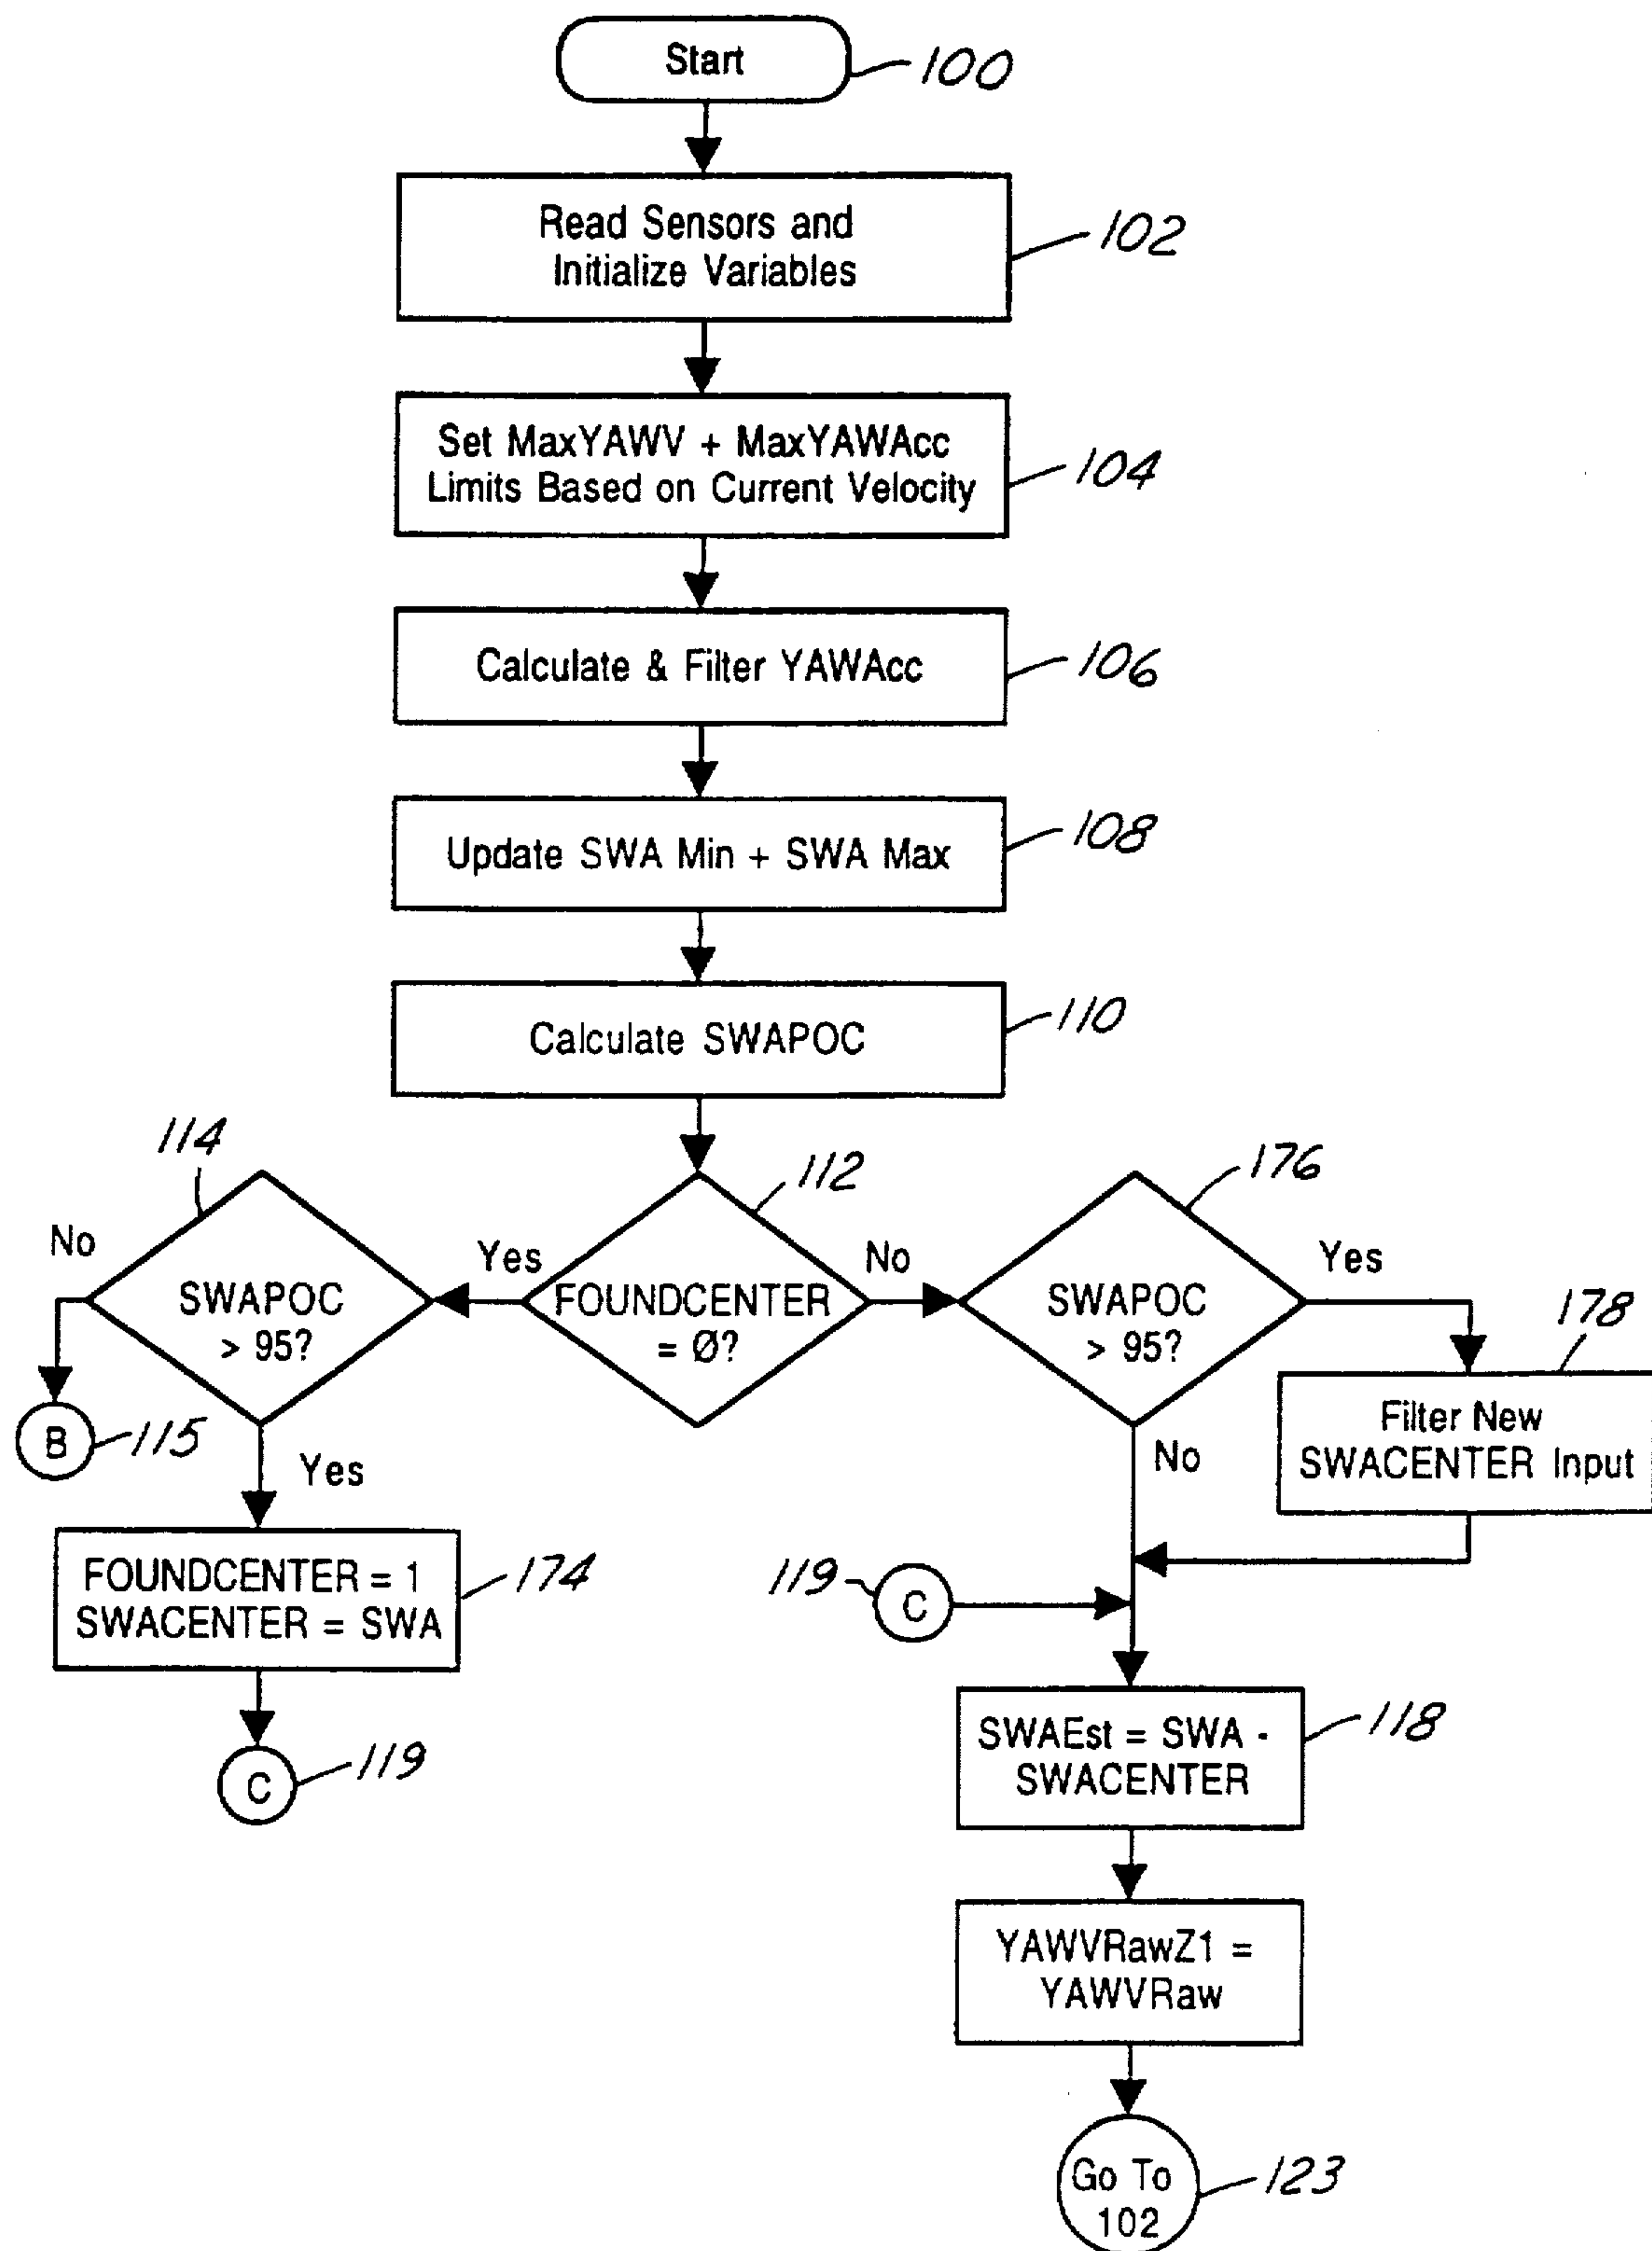 Start
100
Read Sensors and
Initialize Variables
102
Set MaxYAWV + MaxYAWAcc
Limits Based on Current Velocity
104
Calculate & Filter YAWAcc
106
Update SWA Min + SWA Max
108
Calculate SWAPOC
110
114
112
176
No
SWAPOC
> 95?
Yes
FOUNDCENTER
= Ø?
No
SWAPOC
> 95?
Yes
178
B
115
Yes
No
Filter New
SWACENTER Input
FOUNDCENTER = 1
SWACENTER = SWA
174
119
C
C
119
SWAEst = SWA -
SWACENTER
118
YAWVRawZ1 =
YAWVRaw
Go To
102
123